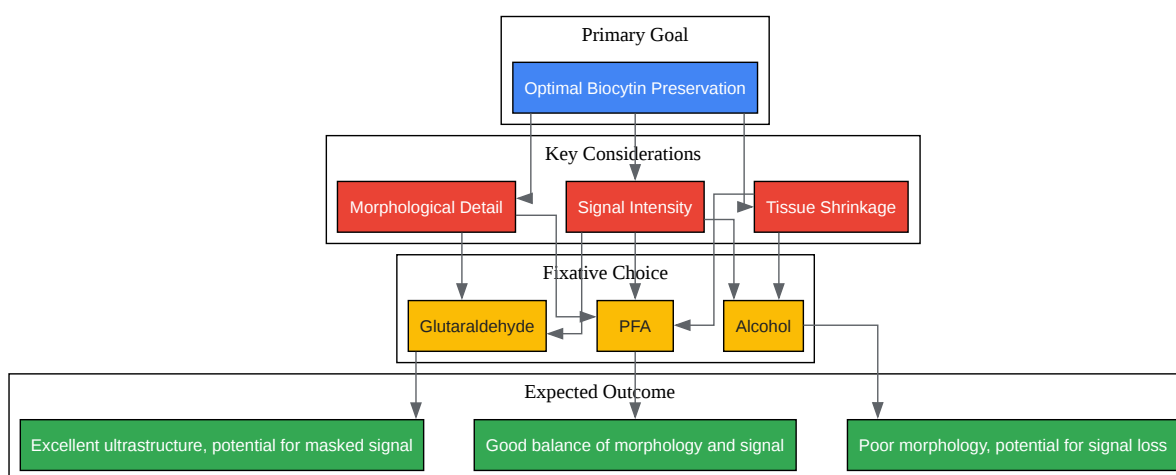 Primary Goal
Optimal Biocytin Preservation
Key Considerations
Morphological Detail
Signal Intensity
Tissue Shrinkage
Fixative Choice
Glutaraldehyde
PFA
Alcohol
Expected Outcome
Excellent ultrastructure, potential for masked signal
Good balance of morphology and signal
Poor morphology, potential for signal loss